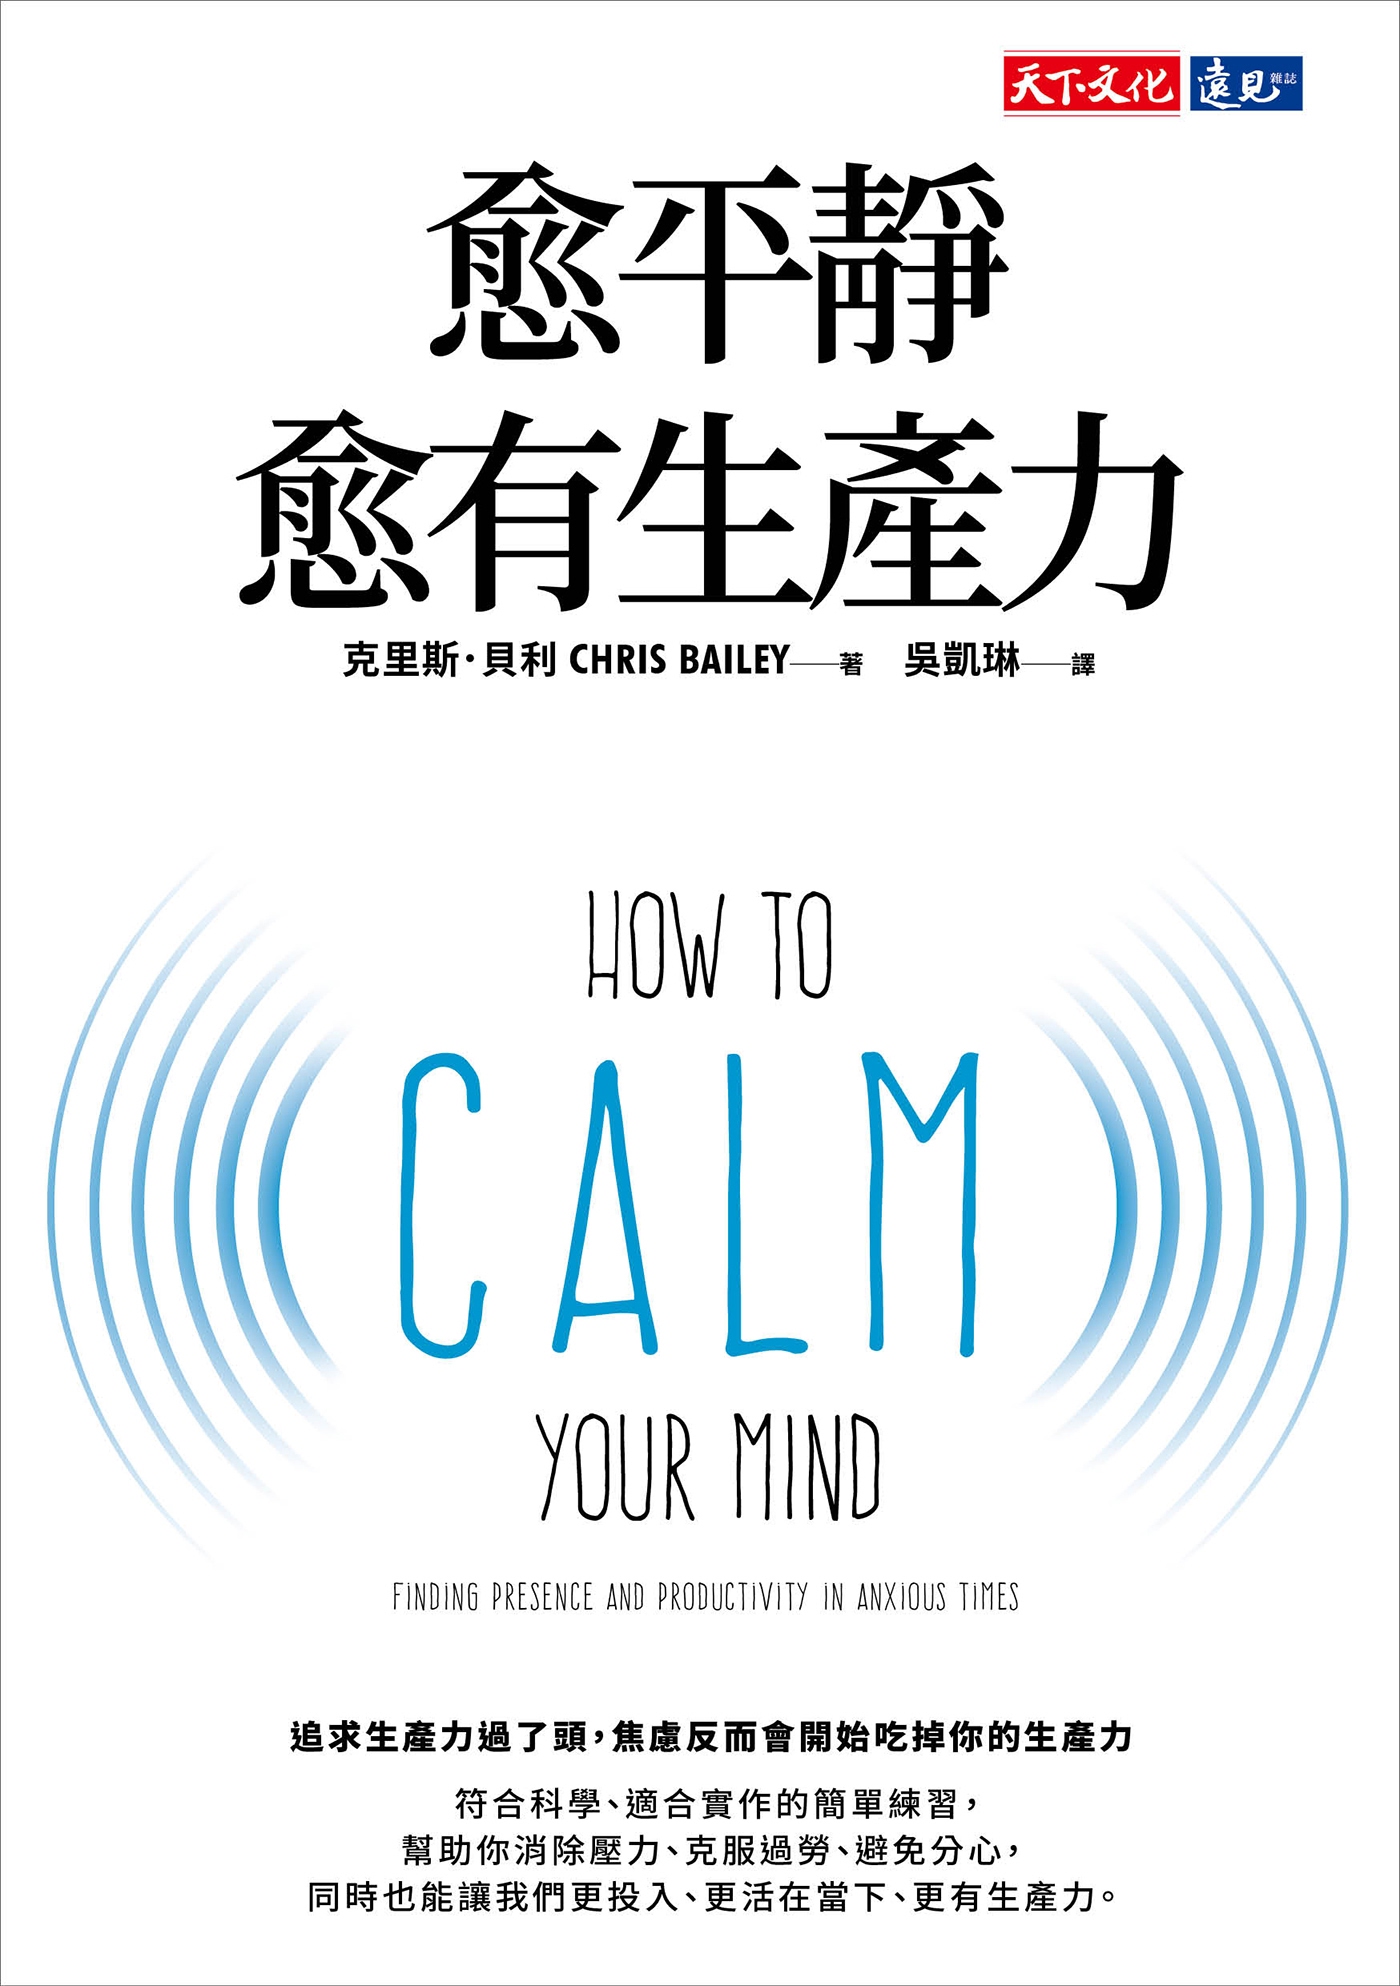 天下文化 遠見雜誌
愈平靜
愈有生產力
克里斯·貝利 CHRIS BAILEY——著 吳凱琳——譯
HOW TO
CALM
YOUR MIND
FiNDiNG PRESENCE AND PRODUCTiViTY iN ANXiOUS TiMES
追求生產力過了頭，焦慮反而會開始吃掉你的生產力
符合科學、適合實作的簡單練習，
幫助你消除壓力、克服過勞、避免分心，
同時也能讓我們更投入、更活在當下、更有生產力。